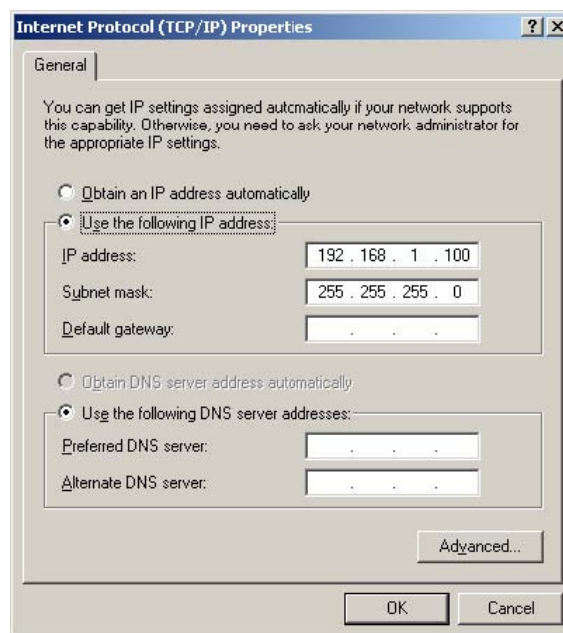 Internet Protocol (TCP/IP) Properties
General
You can get IP settings assigned automatically if your network supports
this capability. Otherwise, you need to ask your network administrator for
the appropriate IP settings.
Obtain an IP address automatically
Use the following IP address:
IP address: 192 . 168 . 1 . 100
Subnet mask: 255 . 255 . 255 . 0
Default gateway: . . .
Obtain DNS server address automatically
Use the following DNS server addresses:
Preferred DNS server: . . .
Alternate DNS server: . . .
Advanced...
OK Cancel